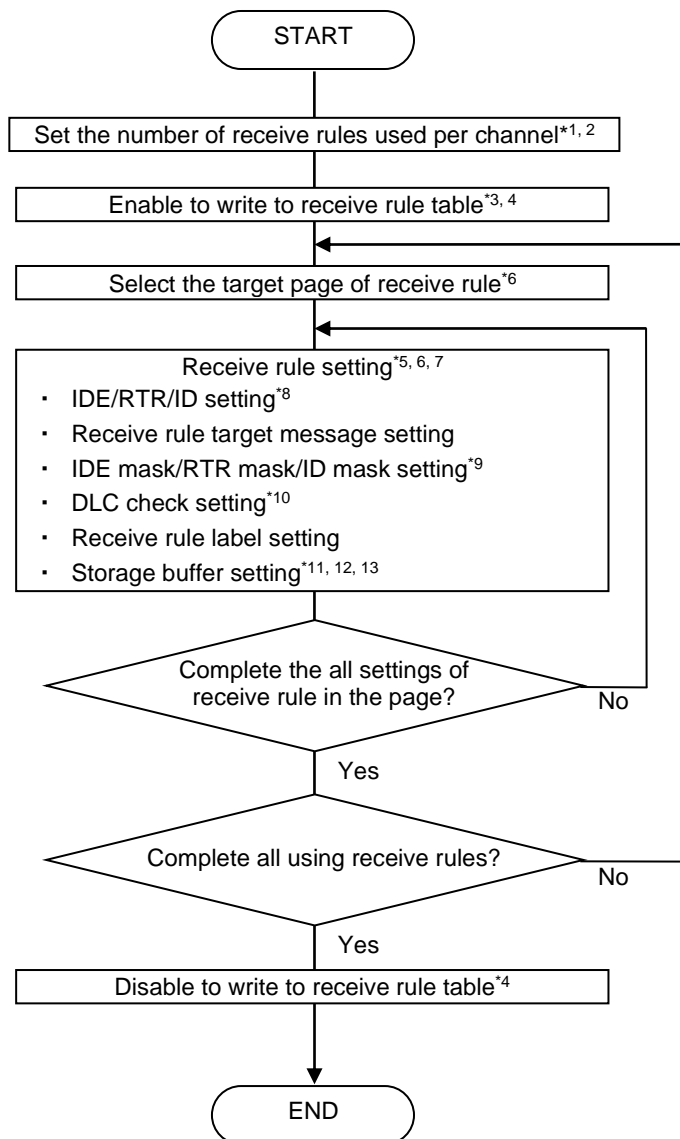 START
Set the number of receive rules used per channel*1, 2
Enable to write to receive rule table*3, 4
Select the target page of receive rule*6
Receive rule setting*5, 6, 7
・ IDE/RTR/ID setting*8
・ Receive rule target message setting
・ IDE mask/RTR mask/ID mask setting*9
・ DLC check setting*10
・ Receive rule label setting
・ Storage buffer setting*11, 12, 13
Complete the all settings of
receive rule in the page?
No
Yes
Complete all using receive rules?
No
Yes
Disable to write to receive rule table*4
END